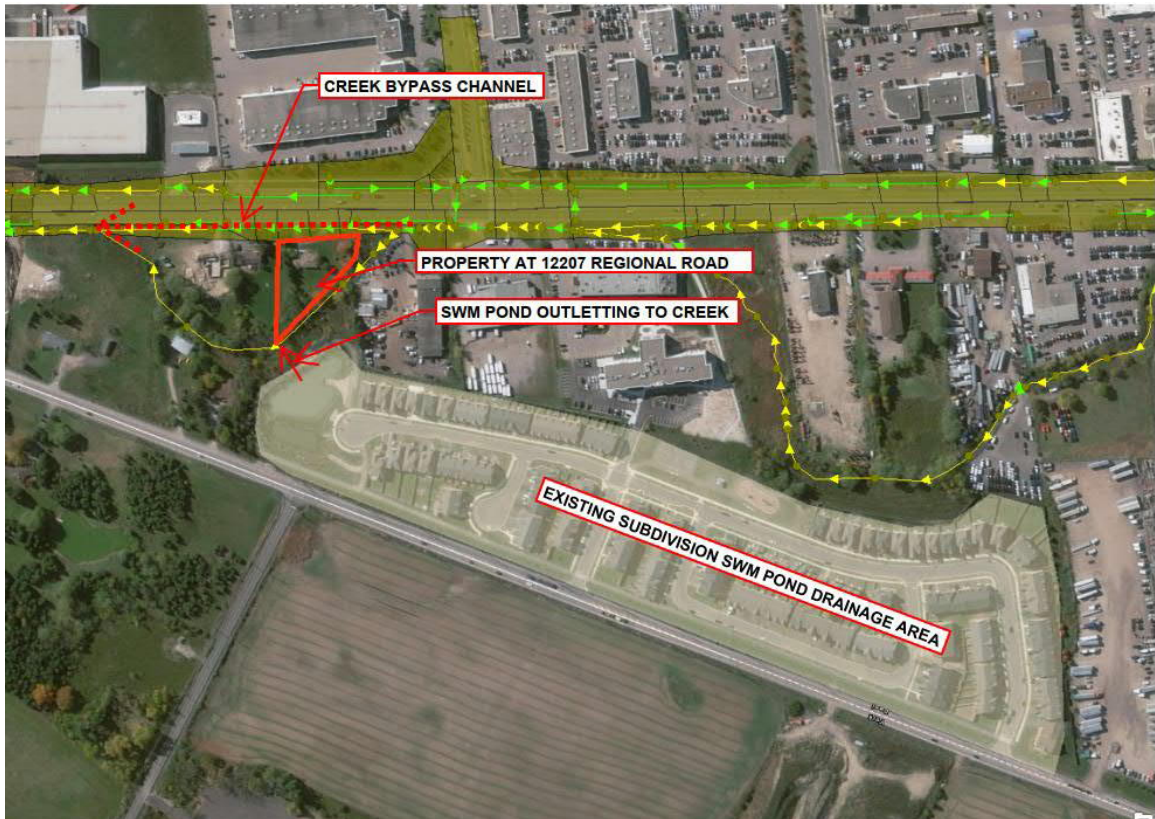 CREEK BYPASS CHANNEL
PROPERTY AT 12207 REGIONAL ROAD
SWM POND OUTLETTING TO CREEK
EXISTING SUBDIVISION SWM POND DRAINAGE AREA